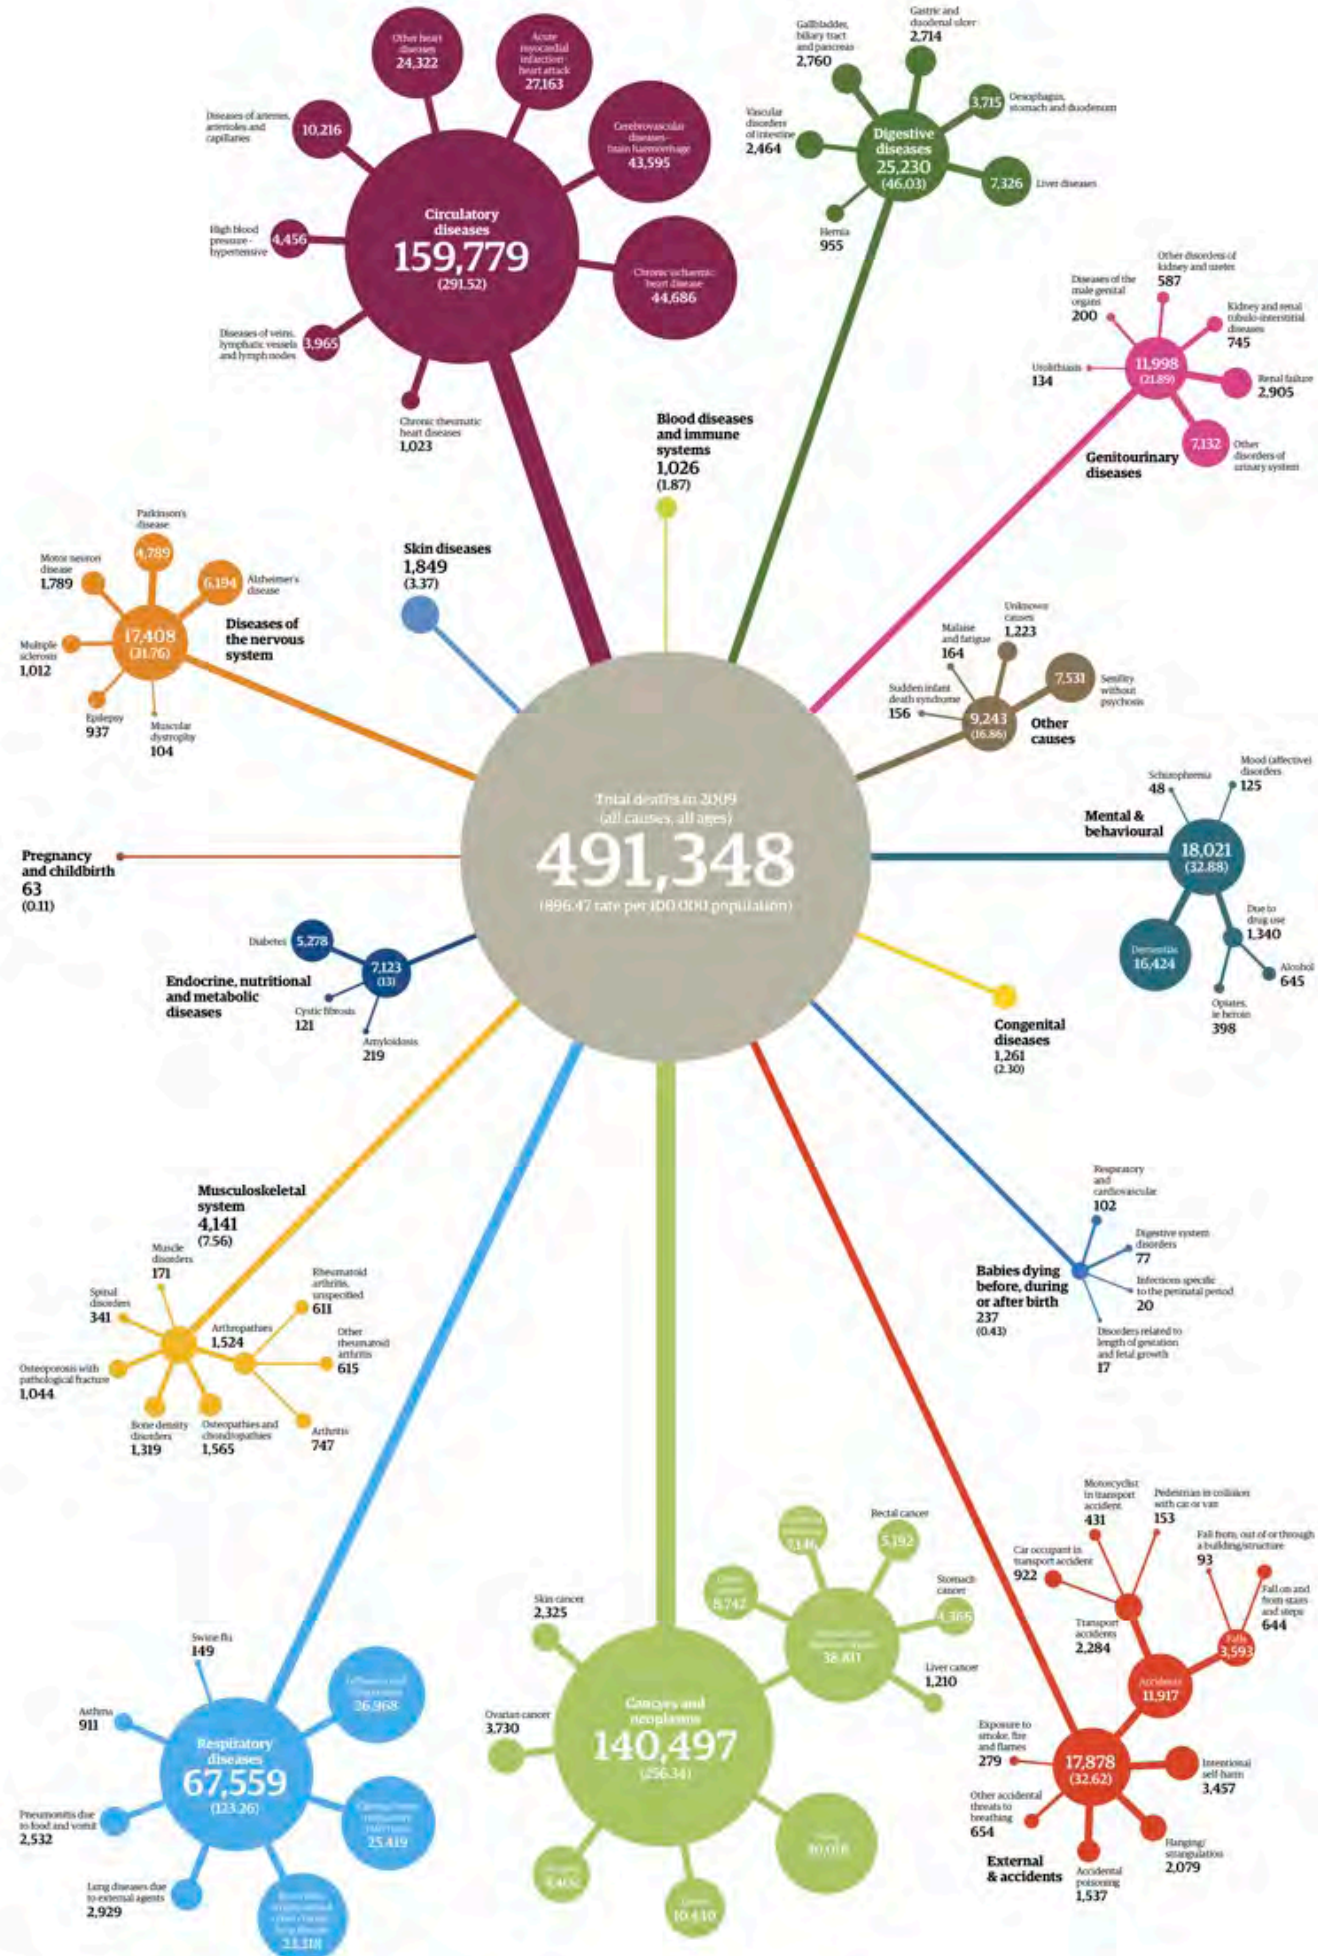 Other heart
diseases
24,322
Acute
myocardial
infarction-
heart attack
27,163
Diseases of arteries,
arterioles and
capillaries
10,216
Cerebrovascular
diseases-
brain haemorrhage
43,595
High blood
pressure -
hypertensive
4,456
Circulatory
diseases
159,779
(291.52)
Chronic ischaemic
heart disease
44,686
Diseases of veins,
lymphatic vessels
and lymph nodes
3,965
Chronic rheumatic
heart diseases
1,023
Gallbladder,
biliary tract
and pancreas
2,760
Gastric and
duodenal ulcer
2,714
Vascular
disorders
of intestine
2,464
3,715
Oesophagus,
stomach and duodenum
Digestive
diseases
25,230
(46.03)
7,326
Liver diseases
Hernia
955
Diseases of the
male genital
organs
200
Other disorders of
kidney and ureter
587
Kidney and renal
tubulo-interstitial
diseases
745
Urolithiasis
134
11,998
(21.89)
Renal failure
2,905
7,132
Other
disorders of
urinary system
Genitourinary
diseases
Blood diseases
and immune
systems
1,026
(1.87)
Skin diseases
1,849
(3.37)
Parkinson's
disease
4,789
Motor neuron
disease
1,789
6,194
Alzheimer's
disease
Multiple
sclerosis
1,012
17,408
(31.76)
Diseases of
the nervous
system
Epilepsy
937
Muscular
dystrophy
104
Malaise
and fatigue
164
Unknown
causes
1,223
Sudden infant
death syndrome
156
7,531
Senility
without
psychosis
9,243
(16.86)
Other
causes
Total deaths in 2009
(all causes, all ages)
491,348
(896.47 rate per 100,000 population)
Schizophrenia
48
Mood (affective)
disorders
125
Mental &
behavioural
18,021
(32.88)
Dementias
16,424
Due to
drug use
1,340
Alcohol
645
Opiates,
ie heroin
398
Pregnancy
and childbirth
63
(0.11)
Diabetes
5,278
7,123
(13)
Endocrine, nutritional
and metabolic
diseases
Cystic fibrosis
121
Amyloidosis
219
Congenital
diseases
1,261
(2.30)
Musculoskeletal
system
4,141
(7.56)
Muscle
disorders
171
Spinal
disorders
341
Rheumatoid
arthritis,
unspecified
611
Arthropathies
1,524
Other
rheumatoid
arthritis
615
Osteoporosis with
pathological fracture
1,044
Bone density
disorders
1,319
Osteopathies and
chondropathies
1,565
Arthritis
747
Respiratory
and
cardiovascular
102
Digestive system
disorders
77
Babies dying
before, during
or after birth
237
(0.43)
Infections specific
to the perinatal period
20
Disorders related to
length of gestation
and fetal growth
17
Swine flu
149
26,968
Asthma
911
Respiratory
diseases
67,559
(123.26)
25,419
Pneumonitis due
to food and vomit
2,532
Lung diseases due
to external agents
2,929
Rectal cancer
5,192
Stomach
cancer
38,811
Liver cancer
1,210
Skin cancer
2,325
Ovarian cancer
3,730
Cancers and
neoplasms
140,497
(256.34)
10,430
Motorcyclist
in transport
accident
431
Pedestrian in collision
with car or van
153
Car occupant in
transport accident
922
Fall from, out of or through
a building/structure
93
Fall on and
from stairs
and steps
644
Transport
accidents
2,284
Falls
3,593
Accidents
11,917
Exposure to
smoke, fire
and flames
279
17,878
(32.62)
Intentional
self-harm
3,457
Other accidental
threats to
breathing
654
Hanging/
strangulation
2,079
External
& accidents
Accidental
poisoning
1,537